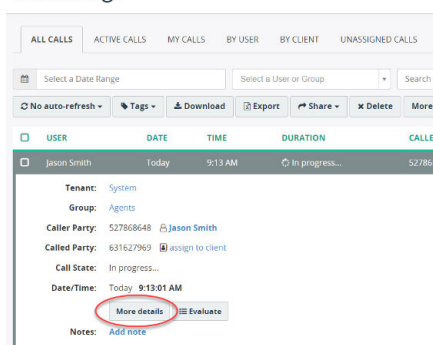 ALL CALLS ACTIVE CALLS MY CALLS BY USER BY CLIENT UNASSIGNED CALLS
Select a Date Range Select a User or Group Search
No auto-refresh Tags Download Export Share Delete More
USER DATE TIME DURATION CALLE
Jason Smith Today 9:13 AM In progress... 52786
Tenant: System
Group: Agents
Caller Party: 527868648 Jason Smith
Called Party: 631627969 assign to client
Call State: In progress...
Date/Time: Today 9:13:01 AM
More details Evaluate
Notes: Add note